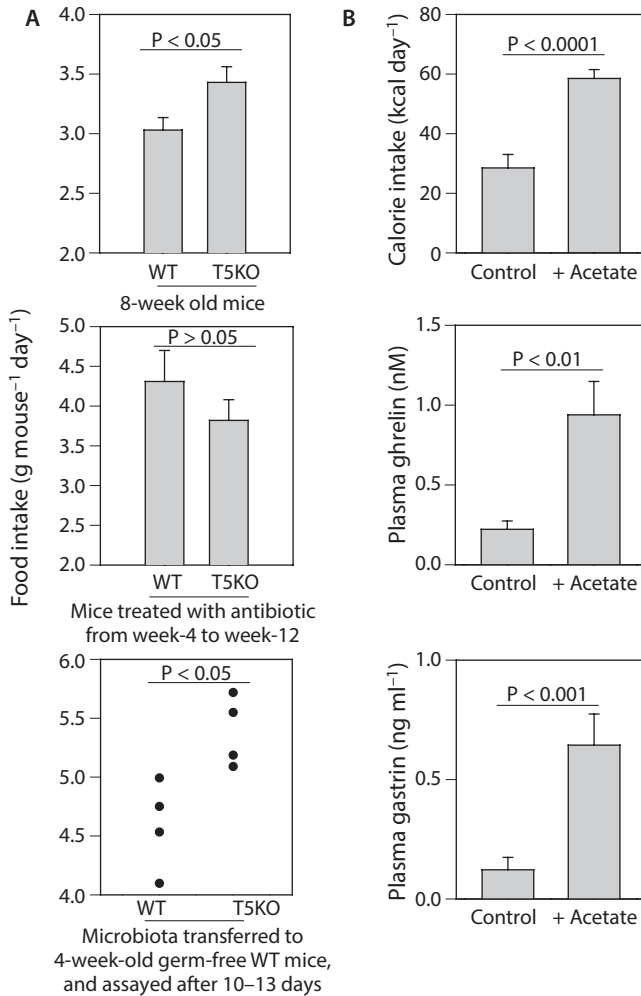 A
Food intake (g mouse⁻¹ day⁻¹)
4.0
3.5
3.0
2.5
2.0
P < 0.05
WT T5KO
8-week old mice
5.0
4.5
4.0
3.5
3.0
2.5
2.0
P > 0.05
WT T5KO
Mice treated with antibiotic
from week-4 to week-12
6.0
5.5
5.0
4.5
4.0
P < 0.05
WT T5KO
Microbiota transferred to
4-week-old germ-free WT mice,
and assayed after 10–13 days
B
Calorie intake (kcal day⁻¹)
80
60
40
20
0
P < 0.0001
Control + Acetate
Plasma ghrelin (nM)
1.5
1.0
0.5
0.0
P < 0.01
Control + Acetate
Plasma gastrin (ng ml⁻¹)
1.0
0.5
0.0
P < 0.001
Control + Acetate